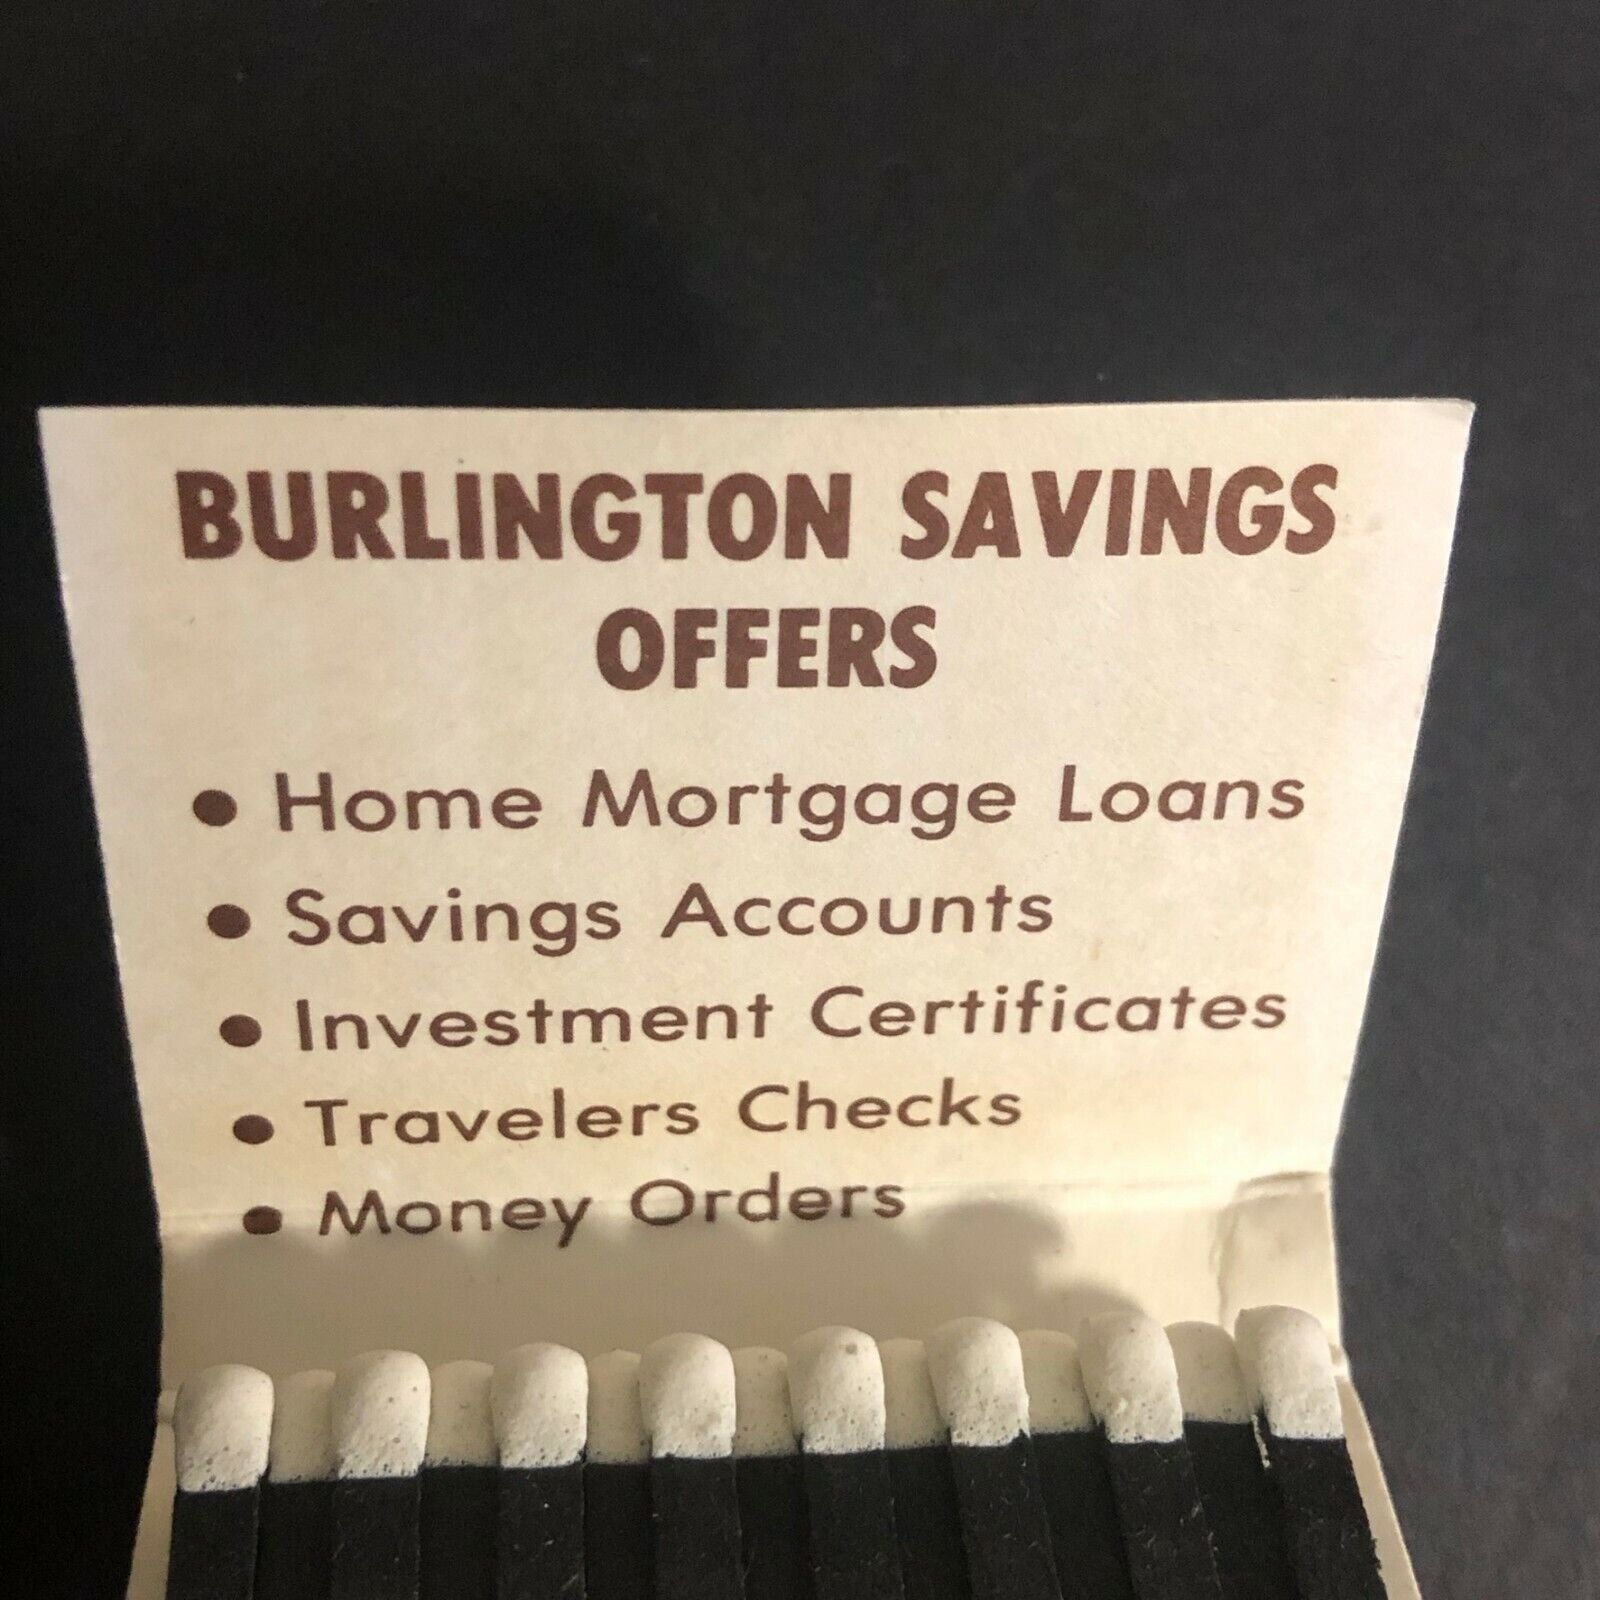 BURLINGTON SAVINGS
OFFERS
• Home Mortgage Loans
• Savings Accounts
• Investment Certificates
• Travelers Checks
• Money Orders